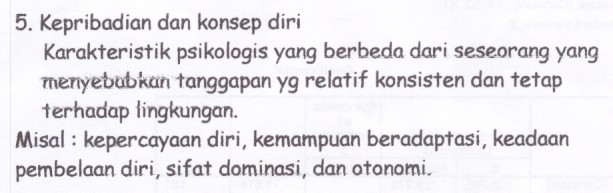 5. Kepribadian dan konsep diri
Karakteristik psikologis yang berbeda dari seseorang yang
menyebabkan tanggapan yg relatif konsisten dan tetap
terhadap lingkungan.
Misal : kepercayaan diri, kemampuan beradaptasi, keadaan
pembelaan diri, sifat dominasi, dan otonomi.